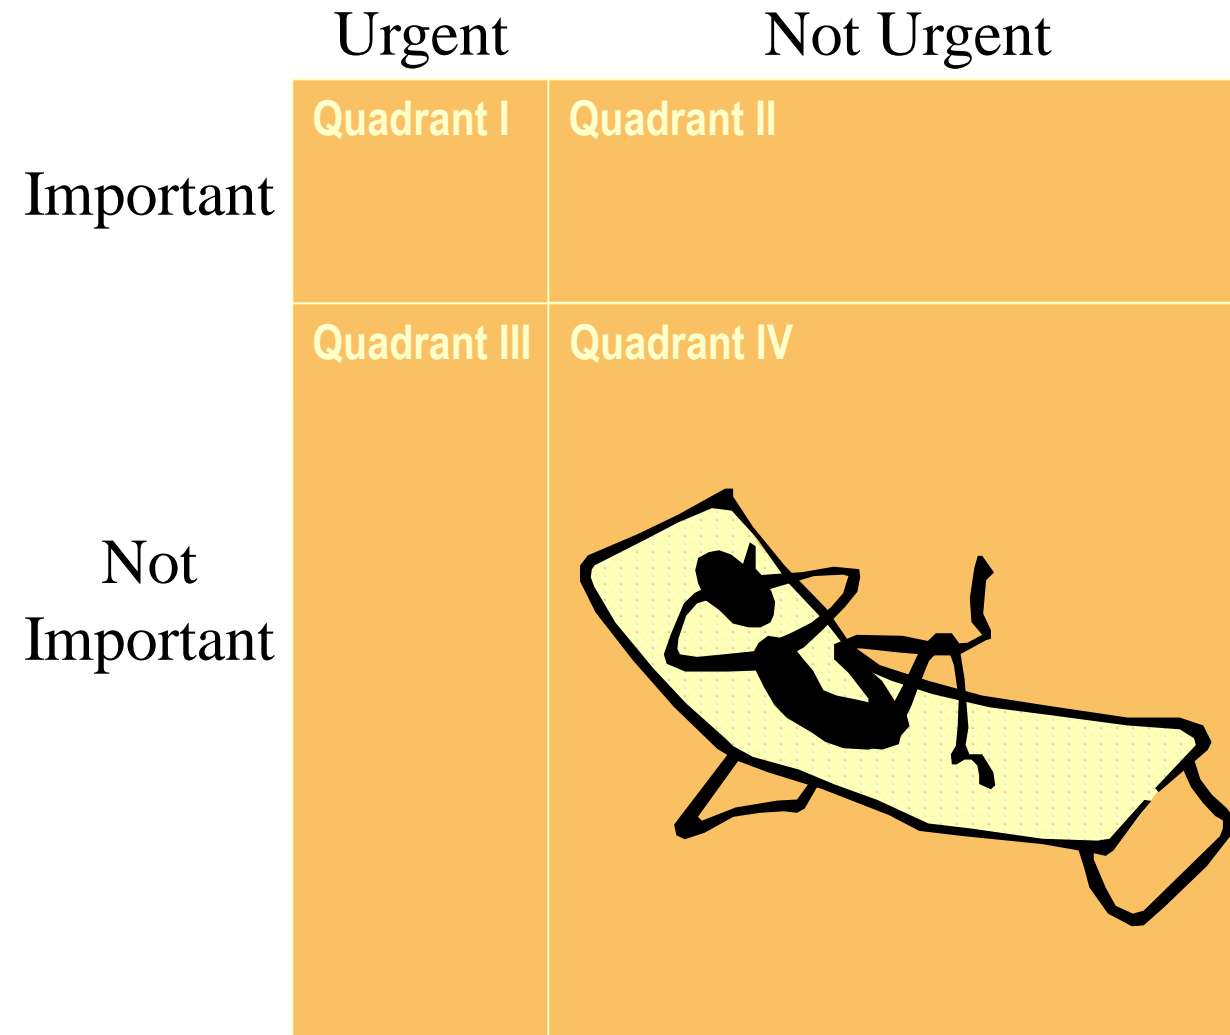 Urgent Not Urgent
Quadrant I Quadrant II
Important
Quadrant III Quadrant IV
Not
Important